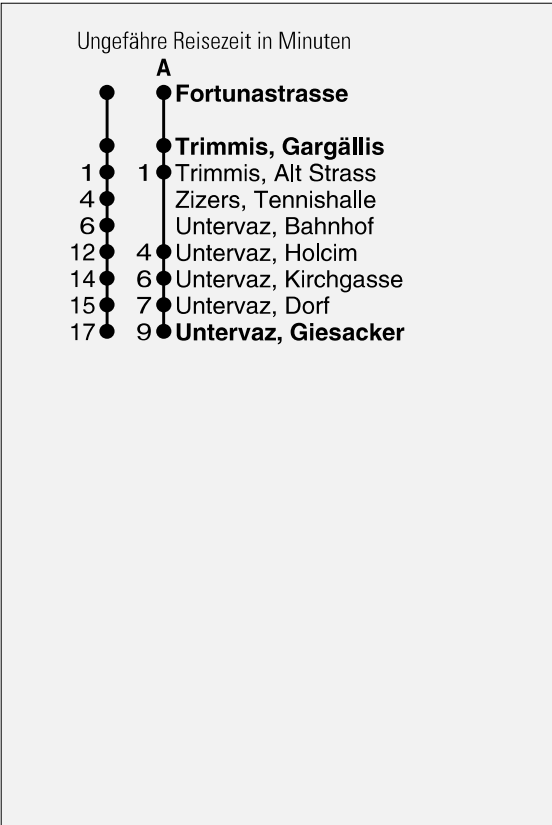 Ungefähre Reisezeit in Minuten
A
Fortunastrasse
Trimmis, Gargällis
1 1 Trimmis, Alt Strass
4 Zizers, Tennishalle
6 Untervaz, Bahnhof
12 4 Untervaz, Holcim
14 6 Untervaz, Kirchgasse
15 7 Untervaz, Dorf
17 9 Untervaz, Giesacker